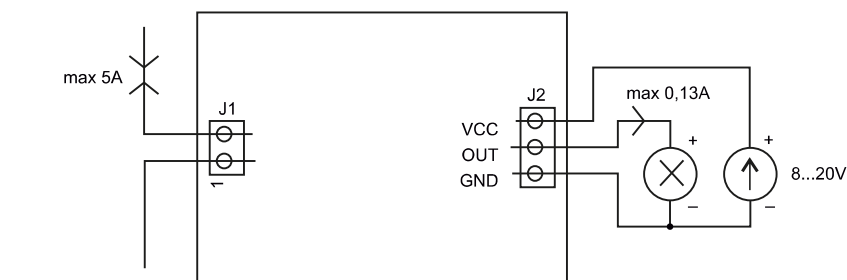 max 5A
J1
1
J2
VCC
OUT
GND
max 0,13A
+
+
8...20V
–
–